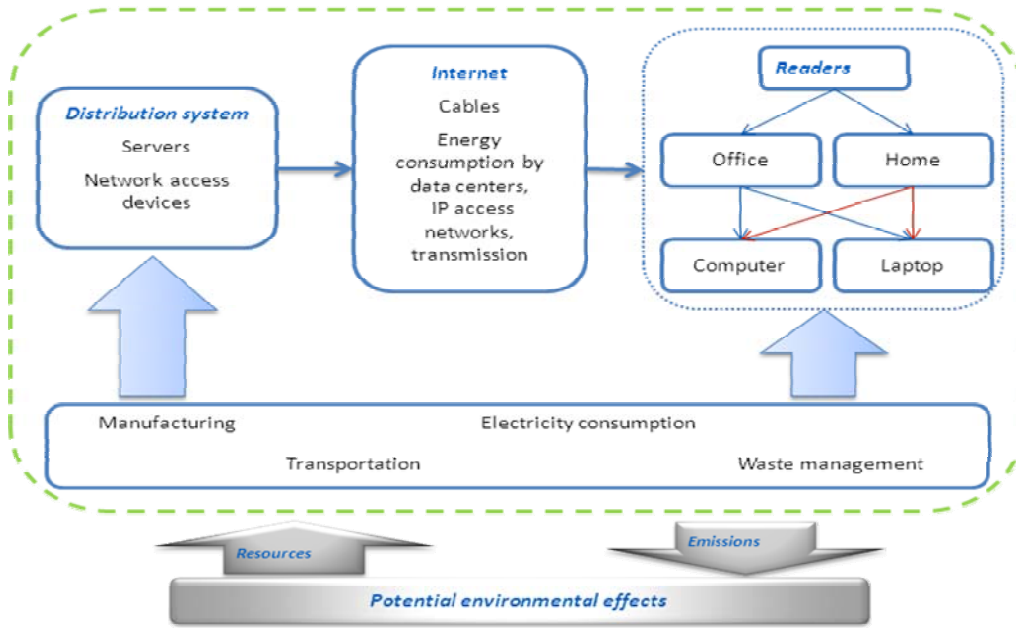 Distribution system
Servers
Network access
devices
Internet
Cables
Energy
consumption by
data centers,
IP access
networks,
transmission
Readers
Office
Home
Computer
Laptop
Manufacturing
Electricity consumption
Transportation
Waste management
Resources
Emissions
Potential environmental effects